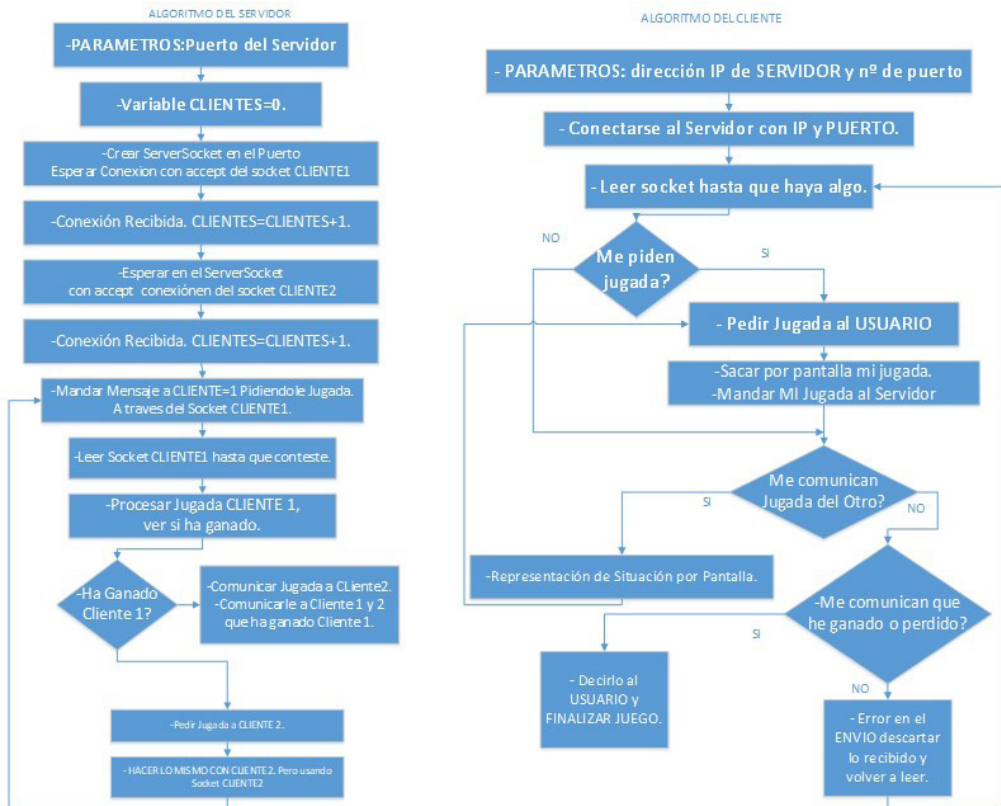 ALGORITMO DEL SERVIDOR
-PARAMETROS:Puerto del Servidor
-Variable CLIENTES=0.
-Crear ServerSocket en el Puerto
Esperar Conexion con accept del socket CLIENTE1
-Conexión Recibida. CLIENTES=CLIENTES+1.
-Esperar en el ServerSocket
con accept conexiónen del socket CLIENTE2
-Conexión Recibida. CLIENTES=CLIENTES+1.
-Mandar Mensaje a CLIENTE=1 Pidiendole Jugada.
A traves del Socket CLIENTE1.
-Leer Socket CLIENTE1 hasta que conteste.
-Procesar Jugada CLIENTE 1,
ver si ha ganado.
-Ha Ganado
Cliente 1?
-Comunicar Jugada a CLiente2.
-Comunicarle a Cliente 1 y 2
que ha ganado Cliente 1.
-Pedir Jugada a CLIENTE 2.
- HACER LO MISMO CON CLIENTE2. Pero usando
Socket CLIENTE2
ALGORITMO DEL CLIENTE
- PARAMETROS: dirección IP de SERVIDOR y nº de puerto
- Conectarse al Servidor con IP y PUERTO.
- Leer socket hasta que haya algo.
NO
Me piden
jugada?
SI
- Pedir Jugada al USUARIO
-Sacar por pantalla mi jugada.
-Mandar MI Jugada al Servidor
Me comunican
Jugada del Otro?
SI
NO
-Representación de Situación por Pantalla.
-Me comunican que
he ganado o perdido?
SI
- Decirlo al
USUARIO y
FINALIZAR JUEGO.
NO
- Error en el
ENVIO descartar
lo recibido y
volver a leer.